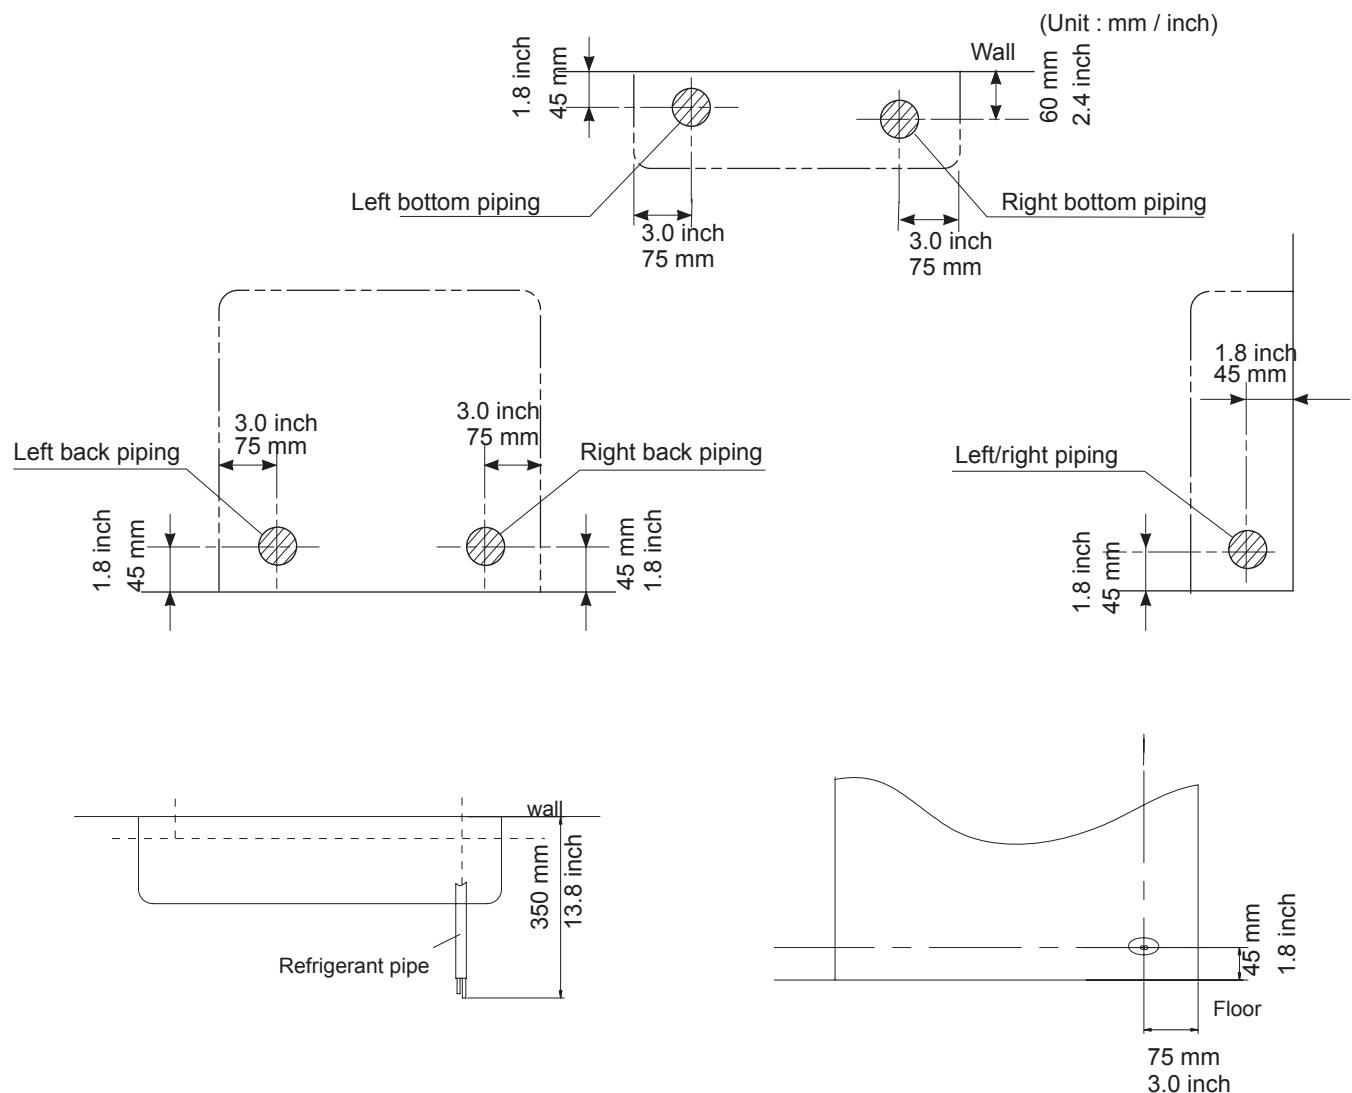 (Unit : mm / inch)
Wall
1.8 inch
45 mm
60 mm
2.4 inch
Left bottom piping
Right bottom piping
3.0 inch
75 mm
3.0 inch
75 mm
1.8 inch
45 mm
3.0 inch
75 mm
3.0 inch
75 mm
Left back piping
Right back piping
Left/right piping
1.8 inch
45 mm
45 mm
1.8 inch
1.8 inch
45 mm
wall
350 mm
13.8 inch
Refrigerant pipe
45 mm
1.8 inch
Floor
75 mm
3.0 inch